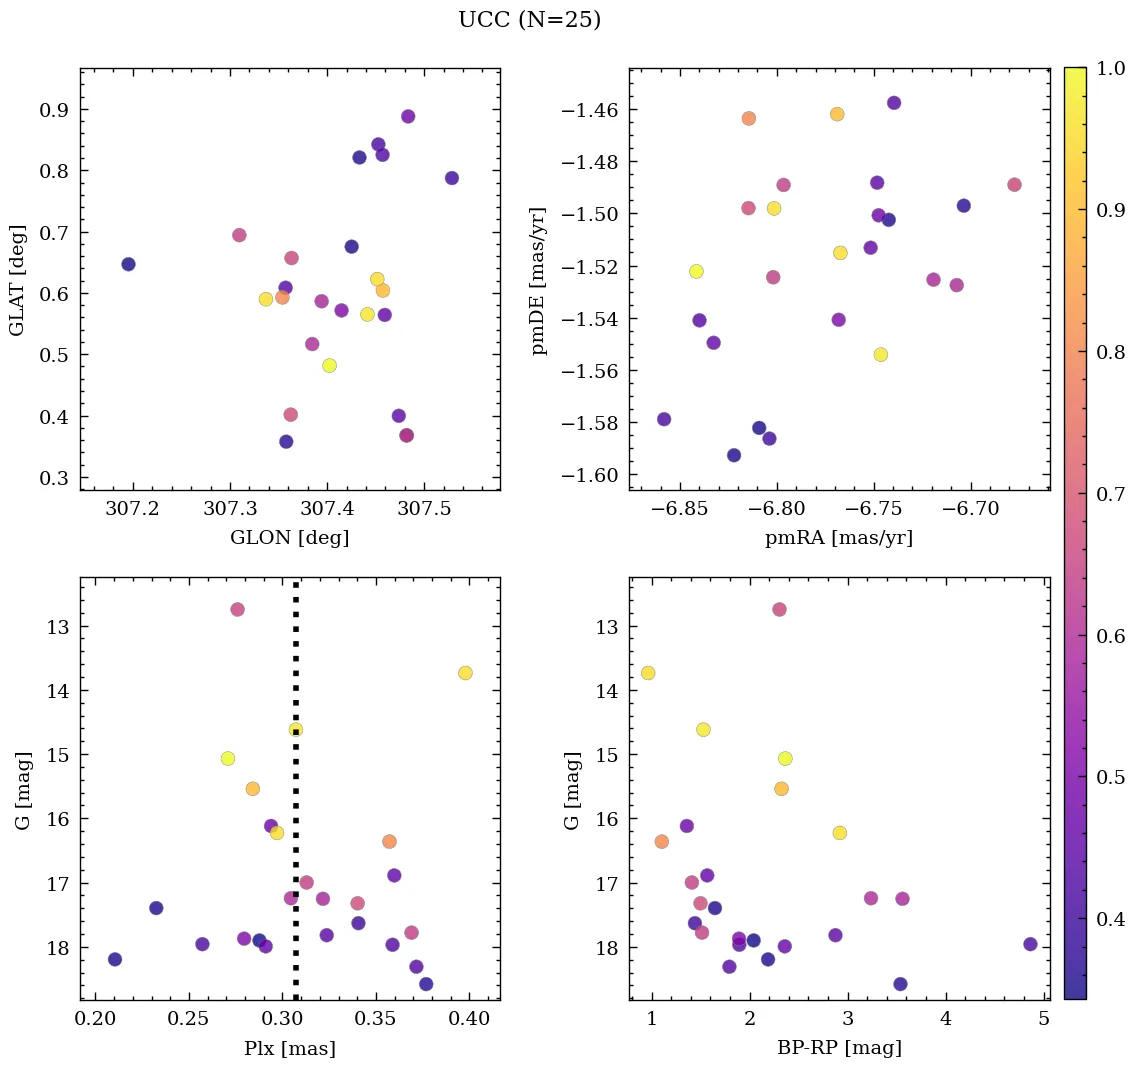 UCC (N=25)
0.9
0.8
0.7
0.6
0.5
0.4
0.3
GLAT [deg]
307.2 307.3 307.4 307.5
GLON [deg]
−1.46
−1.48
−1.50
−1.52
−1.54
−1.56
−1.58
−1.60
pmDE [mas/yr]
−6.85 −6.80 −6.75 −6.70
pmRA [mas/yr]
13
14
15
16
17
18
G [mag]
0.20 0.25 0.30 0.35 0.40
Plx [mas]
13
14
15
16
17
18
G [mag]
1 2 3 4 5
BP-RP [mag]
1.0
0.9
0.8
0.7
0.6
0.5
0.4